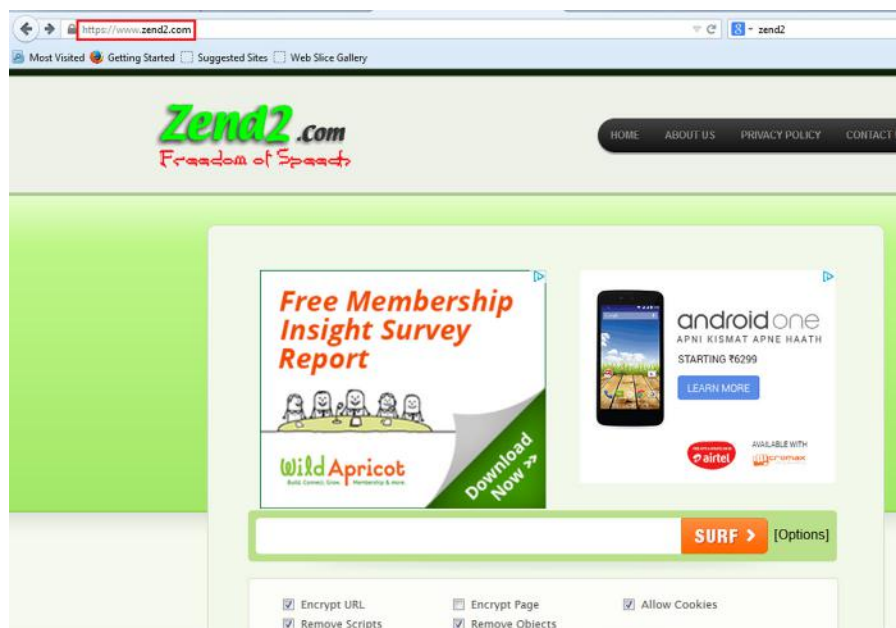 https://www.zend2.com
zend2
Most Visited Getting Started Suggested Sites Web Slice Gallery
Zend2.com
Freedom of Speech
HOME ABOUT US PRIVACY POLICY CONTACT
Free Membership
Insight Survey
Report
Wild Apricot
Download
Now >>
androidone
APNI KISMAT APNE HAATH
STARTING ₹6299
LEARN MORE
AVAILABLE WITH
airtel micromax
SURF > [Options]
Encrypt URL Encrypt Page Allow Cookies
Remove Scripts Remove Objects